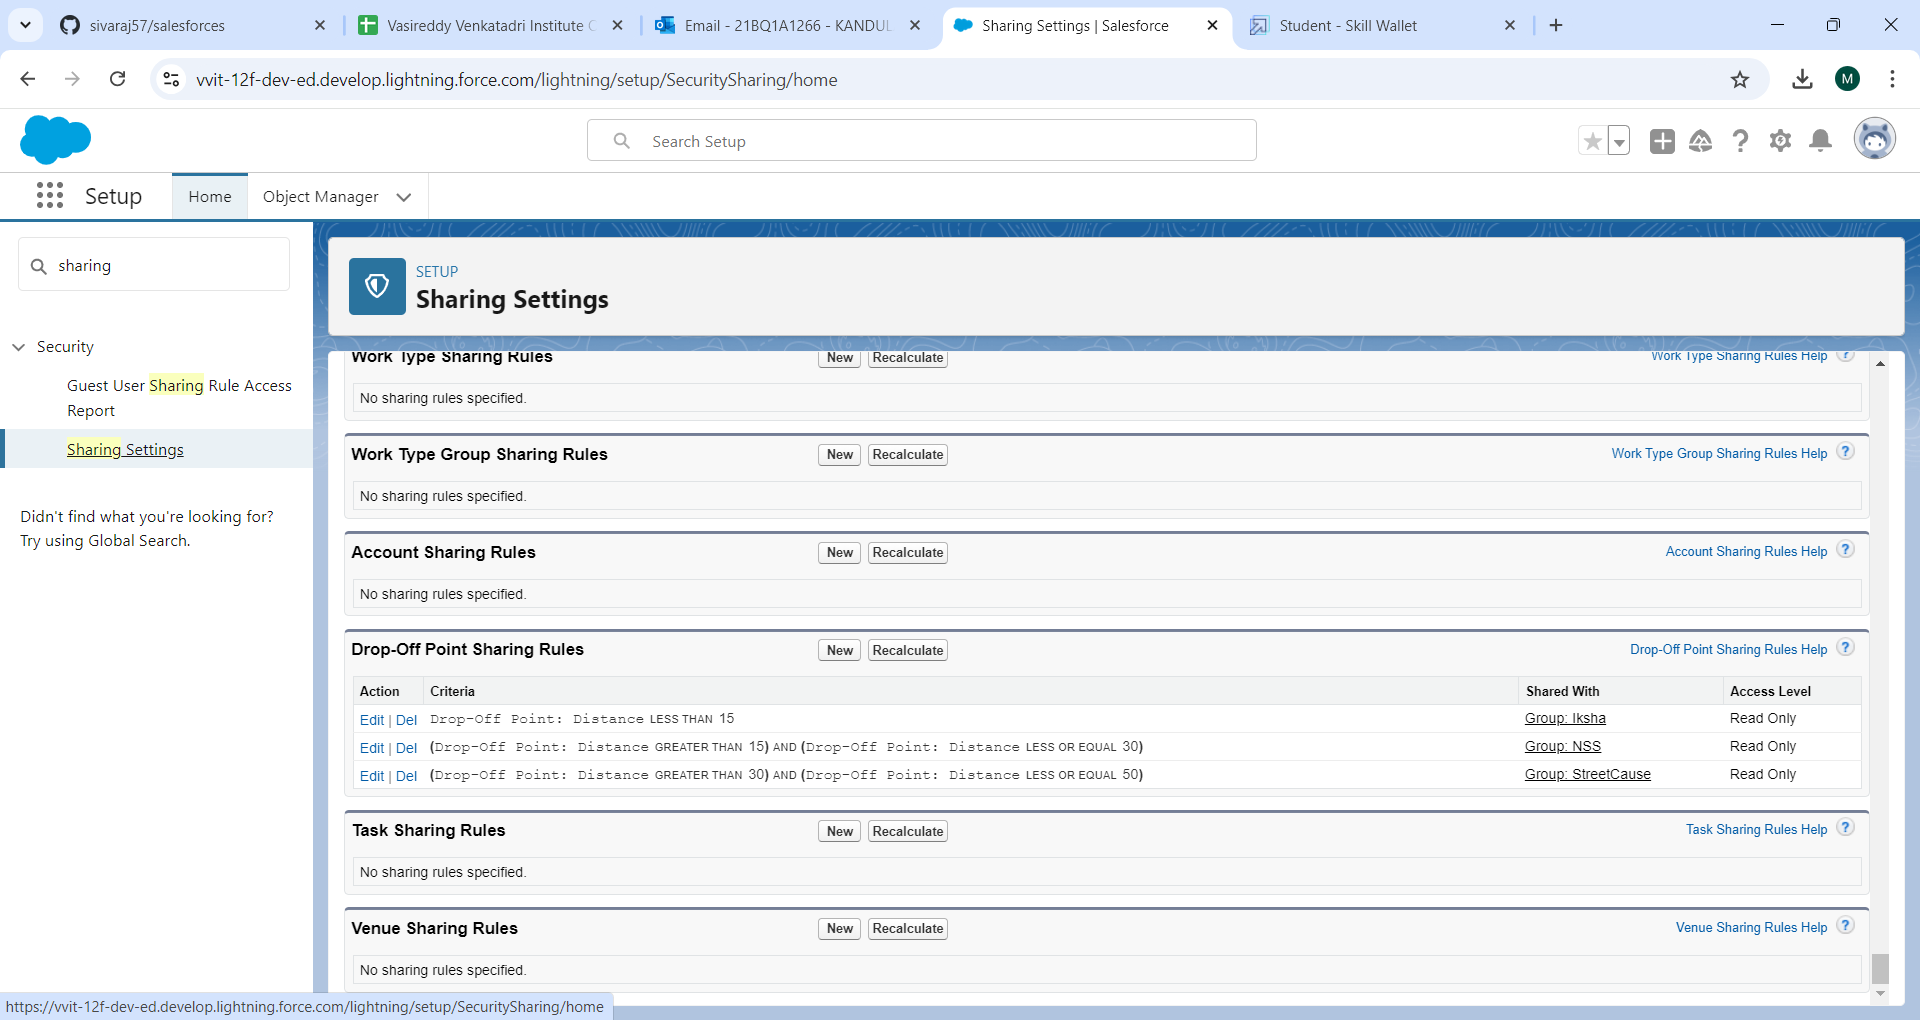 sivaraj57/salesforces
Vasireddy Venkatadri Institute
Email - 21BQ1A1266 - KANDUL
Sharing Settings | Salesforce
Student - Skill Wallet
vvit-12f-dev-ed.develop.lightning.force.com/lightning/setup/SecuritySharing/home
M
Search Setup
Setup
Home
Object Manager
sharing
Security
Guest User Sharing Rule Access
Report
Sharing Settings
Didn't find what you're looking for?
Try using Global Search.
SETUP
Sharing Settings
Work Type Sharing Rules New Recalculate Work Type Sharing Rules Help ?
No sharing rules specified.
Work Type Group Sharing Rules New Recalculate Work Type Group Sharing Rules Help ?
No sharing rules specified.
Account Sharing Rules New Recalculate Account Sharing Rules Help ?
No sharing rules specified.
Drop-Off Point Sharing Rules New Recalculate Drop-Off Point Sharing Rules Help ?
Action Criteria Shared With Access Level
Edit | Del Drop-Off Point: Distance LESS THAN 15 Group: Iksha Read Only
Edit | Del (Drop-Off Point: Distance GREATER THAN 15) AND (Drop-Off Point: Distance LESS OR EQUAL 30) Group: NSS Read Only
Edit | Del (Drop-Off Point: Distance GREATER THAN 30) AND (Drop-Off Point: Distance LESS OR EQUAL 50) Group: StreetCause Read Only
Task Sharing Rules New Recalculate Task Sharing Rules Help ?
No sharing rules specified.
Venue Sharing Rules New Recalculate Venue Sharing Rules Help ?
No sharing rules specified.
https://vvit-12f-dev-ed.develop.lightning.force.com/lightning/setup/SecuritySharing/home